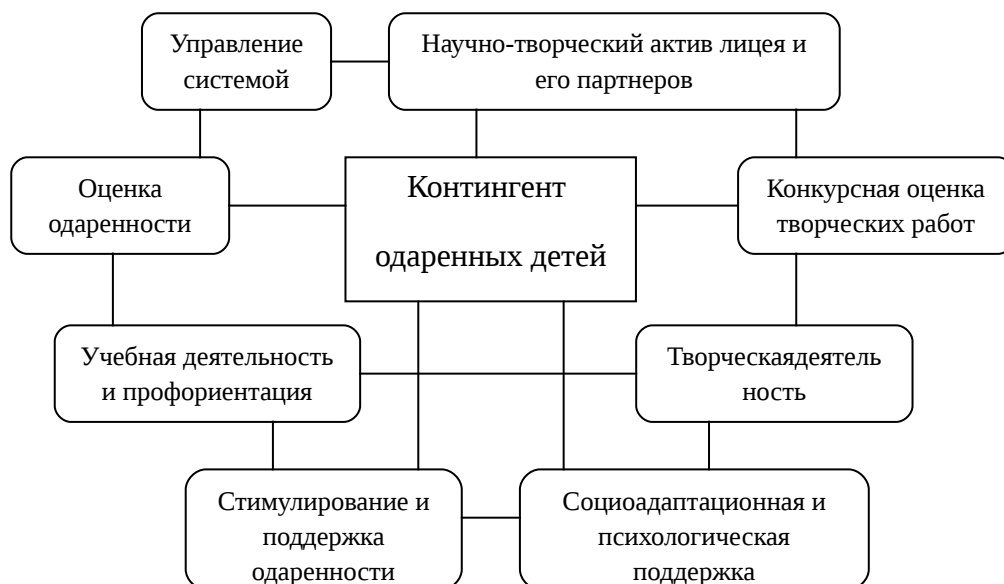 Управление
системой
Научно-творческий актив лицея и
его партнеров
Оценка
одаренности
Контингент
одаренных детей
Конкурсная оценка
творческих работ
Учебная деятельность
и профориентация
Творческаядеятель
ность
Стимулирование и
поддержка
одаренности
Социоадаптационная и
психологическая
поддержка